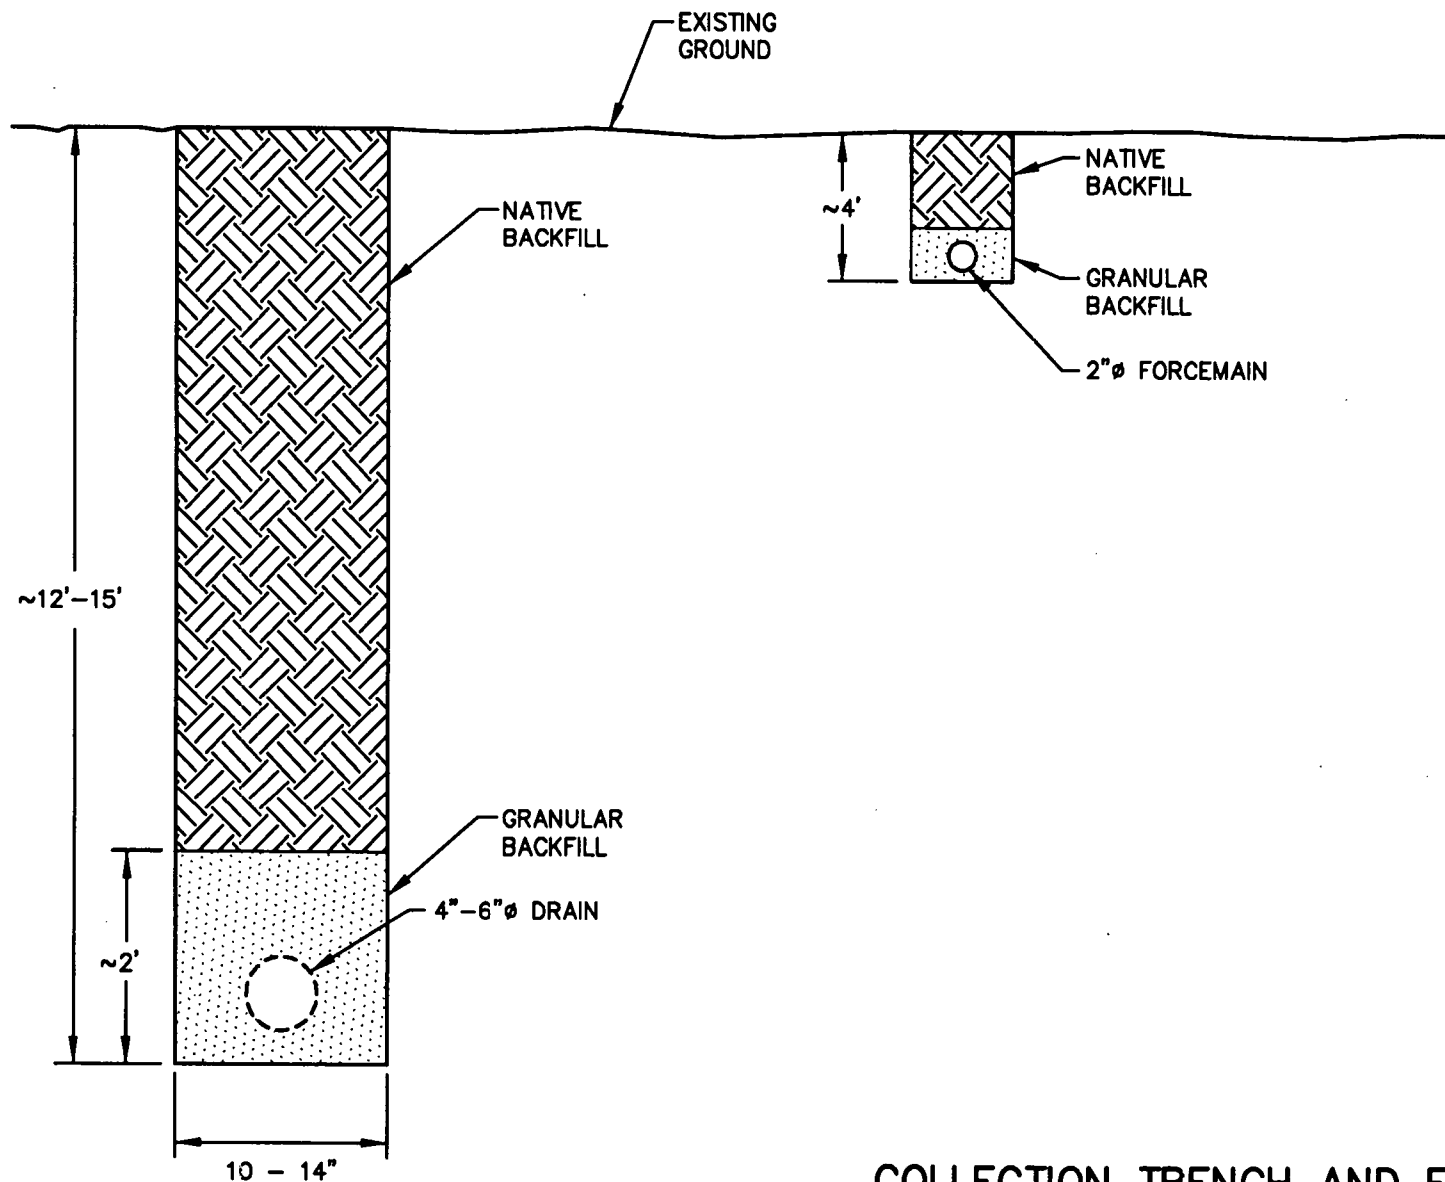 EXISTING
GROUND
NATIVE
BACKFILL
~4'
NATIVE
BACKFILL
GRANULAR
BACKFILL
2"ø FORCEMAIN
~12'-15'
GRANULAR
BACKFILL
4"-6"ø DRAIN
~2'
10 - 14"
COLLECTION TRENCH AND